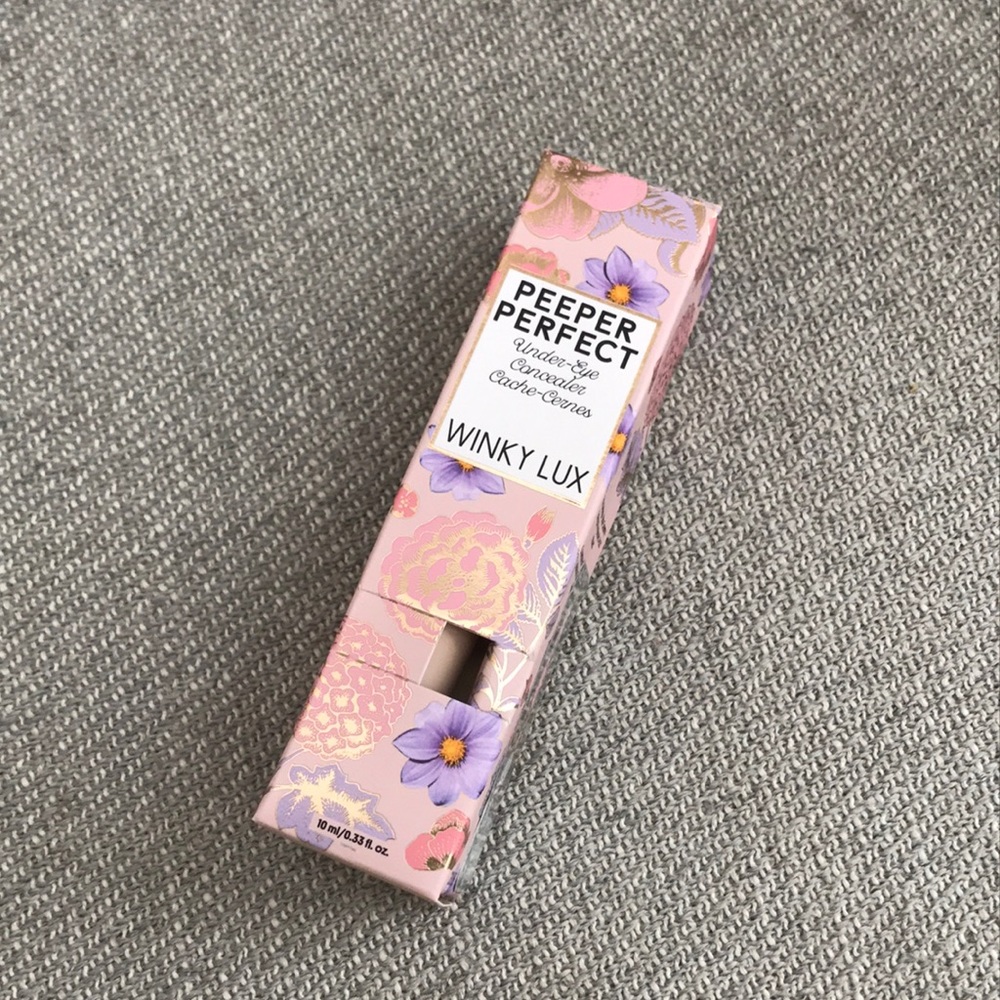 PEEPER
PERFECT
Under-Eye
Concealer
Cache-Cernes
WINKY LUX
10 ml/0.33 fl. oz.